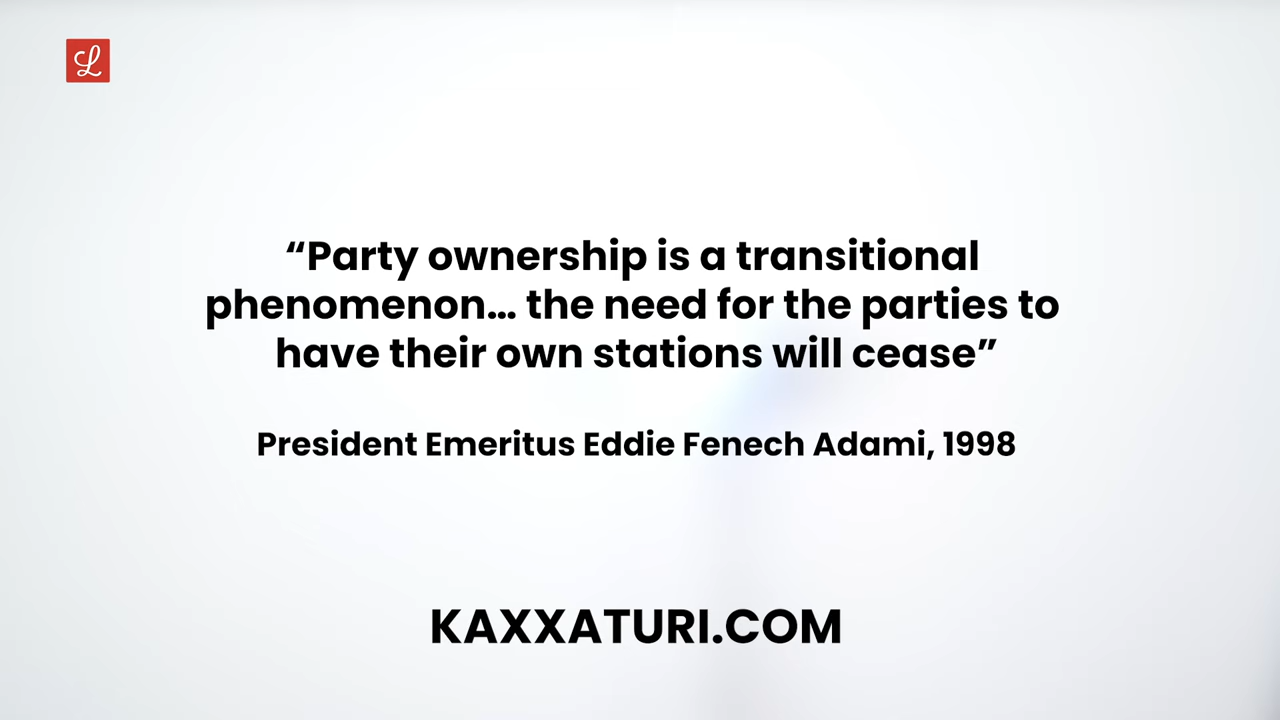 L
“Party ownership is a transitional
phenomenon... the need for the parties to
have their own stations will cease”
President Emeritus Eddie Fenech Adami, 1998
KAXXATURI.COM